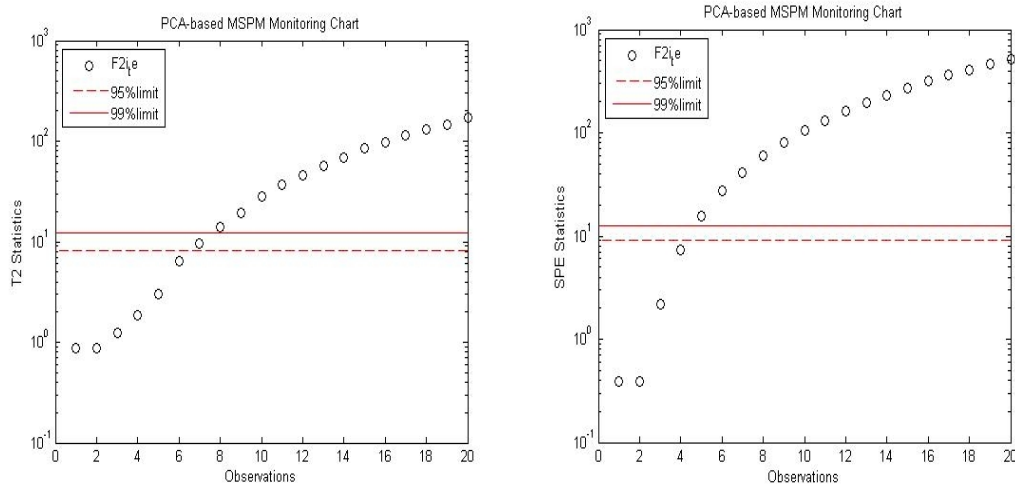 PCA-based MSPM Monitoring Chart
10^3
10^2
10^1
10^0
10^-1
T2 Statistics
F2i_te
95%limit
99%limit
0 2 4 6 8 10 12 14 16 18 20
Observations
PCA-based MSPM Monitoring Chart
10^3
10^2
10^1
10^0
10^-1
SPE Statistics
F2i_te
95%limit
99%limit
0 2 4 6 8 10 12 14 16 18 20
Observations